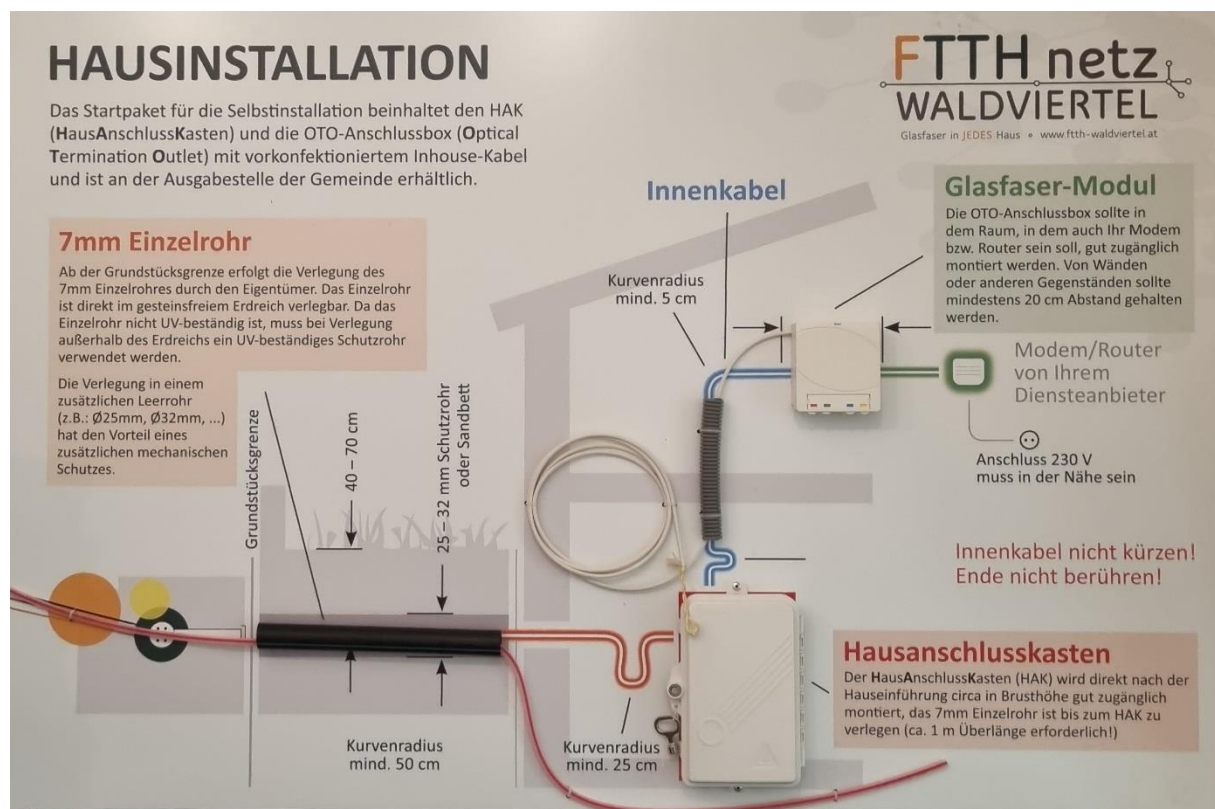 HAUSINSTALLATION
Das Startpaket für die Selbstinstallation beinhaltet den HAK
(HausAnschlussKasten) und die OTO-Anschlussbox (Optical
Termination Outlet) mit vorkonfektioniertem Inhouse-Kabel
und ist an der Ausgabestelle der Gemeinde erhältlich.
FTTH netz
WALDVIERTEL
Glasfaser in JEDES Haus • www.ftth-waldviertel.at
7mm Einzelrohr
Ab der Grundstücksgrenze erfolgt die Verlegung des
7mm Einzelrohres durch den Eigentümer. Das Einzelrohr
ist direkt im gesteinsfreiem Erdreich verlegbar. Da das
Einzelrohr nicht UV-beständig ist, muss bei Verlegung
außerhalb des Erdreichs ein UV-beständiges Schutzrohr
verwendet werden.
Die Verlegung in einem
zusätzlichen Leerrohr
(z.B.: Ø25mm, Ø32mm, ...)
hat den Vorteil eines
zusätzlichen mechanischen
Schutzes.
Grundstücksgrenze
40 – 70 cm
25 – 32 mm Schutzrohr
oder Sandbett
Kurvenradius
mind. 50 cm
Kurvenradius
mind. 25 cm
Innenkabel
Kurvenradius
mind. 5 cm
Glasfaser-Modul
Die OTO-Anschlussbox sollte in
dem Raum, in dem auch Ihr Modem
bzw. Router sein soll, gut zugänglich
montiert werden. Von Wänden
oder anderen Gegenständen sollte
mindestens 20 cm Abstand gehalten
werden.
Modem/Router
von Ihrem
Diensteanbieter
Anschluss 230 V
muss in der Nähe sein
Innenkabel nicht kürzen!
Ende nicht berühren!
Hausanschlusskasten
Der HausAnschlussKasten (HAK) wird direkt nach der
Hauseinführung circa in Brusthöhe gut zugänglich
montiert, das 7mm Einzelrohr ist bis zum HAK zu
verlegen (ca. 1 m Überlänge erforderlich!)